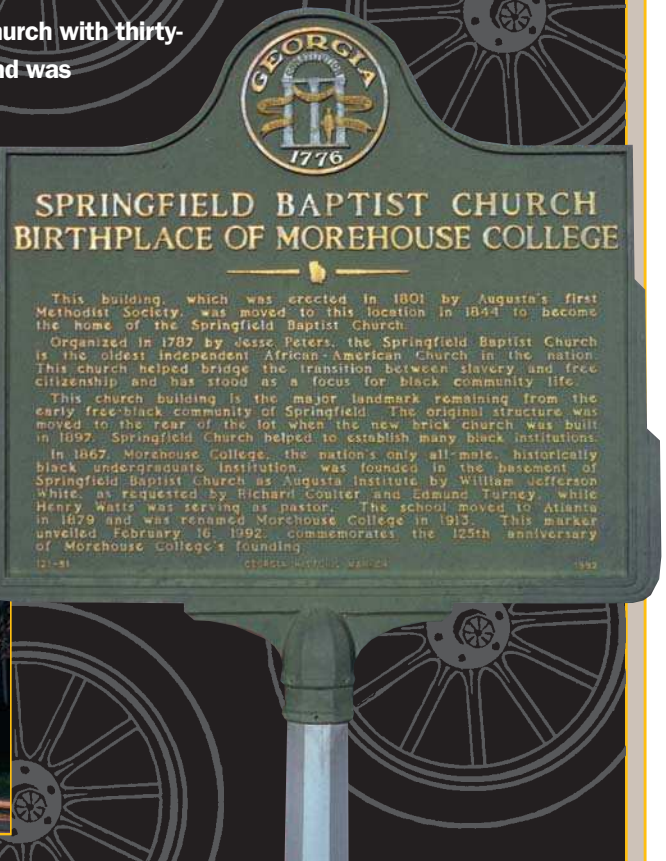 hurch with thirty-
nd was
GEORGIA
1776
SPRINGFIELD BAPTIST CHURCH
BIRTHPLACE OF MOREHOUSE COLLEGE
This building, which was erected in 1801 by Augusta's first
Methodist Society, was moved to this location in 1844 to become
the home of the Springfield Baptist Church.
Organized in 1787 by Jesse Peters, the Springfield Baptist Church
is the oldest independent African-American Church in the nation.
This church helped bridge the transition between slavery and free
citizenship and has stood as a focus for black community life.
This church building is the major landmark remaining from the
early free-black community of Springfield. The original structure was
moved to the rear of the lot when the new brick church was built
in 1897. Springfield Church helped to establish many black institutions.
In 1867, Morehouse College, the nation's only all-male, historically
black undergraduate institution, was founded in the basement of
Springfield Baptist Church as Augusta Institute by William Jefferson
White, as requested by Richard Coulter and Edmund Turney, while
Henry Watts was serving as pastor. The school moved to Atlanta
in 1879 and was renamed Morehouse College in 1913. This marker
unveiled February 16, 1992, commemorates the 125th anniversary
of Morehouse College's founding.
121-81 GEORGIA HISTORIC MARKER 1992